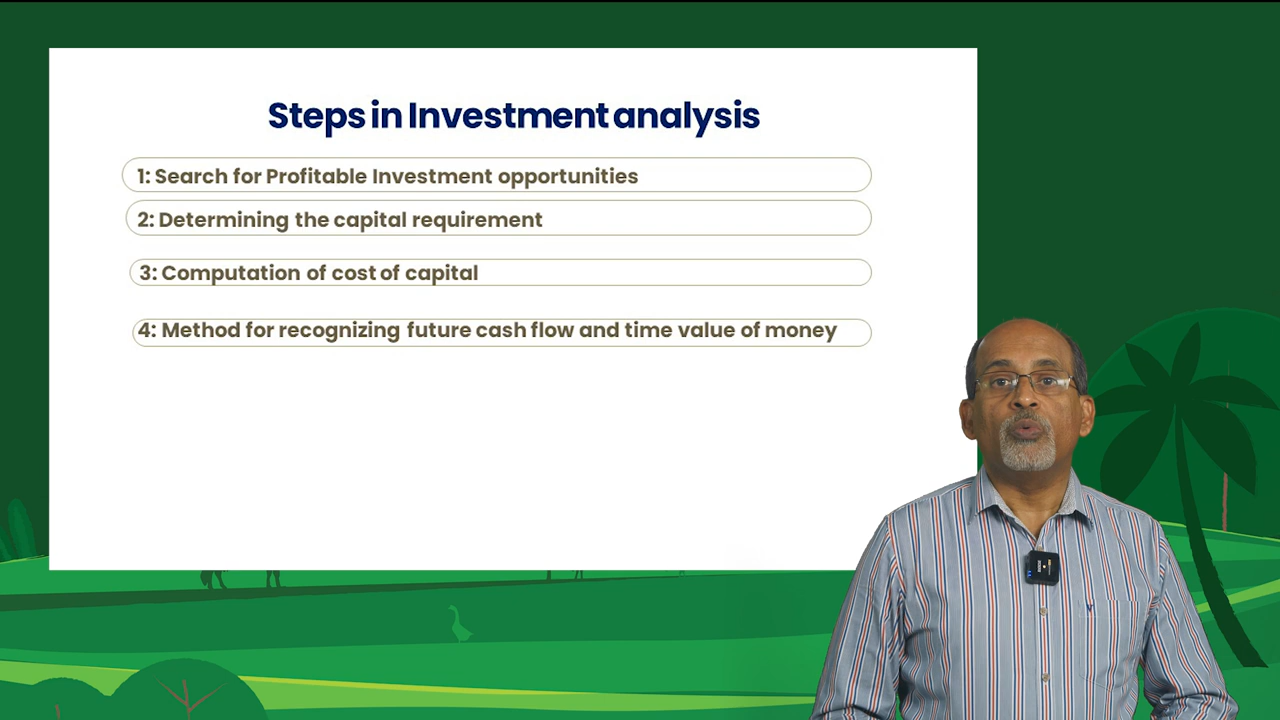 Steps in Investment analysis
1: Search for Profitable Investment opportunities
2: Determining the capital requirement
3: Computation of cost of capital
4: Method for recognizing future cash flow and time value of money